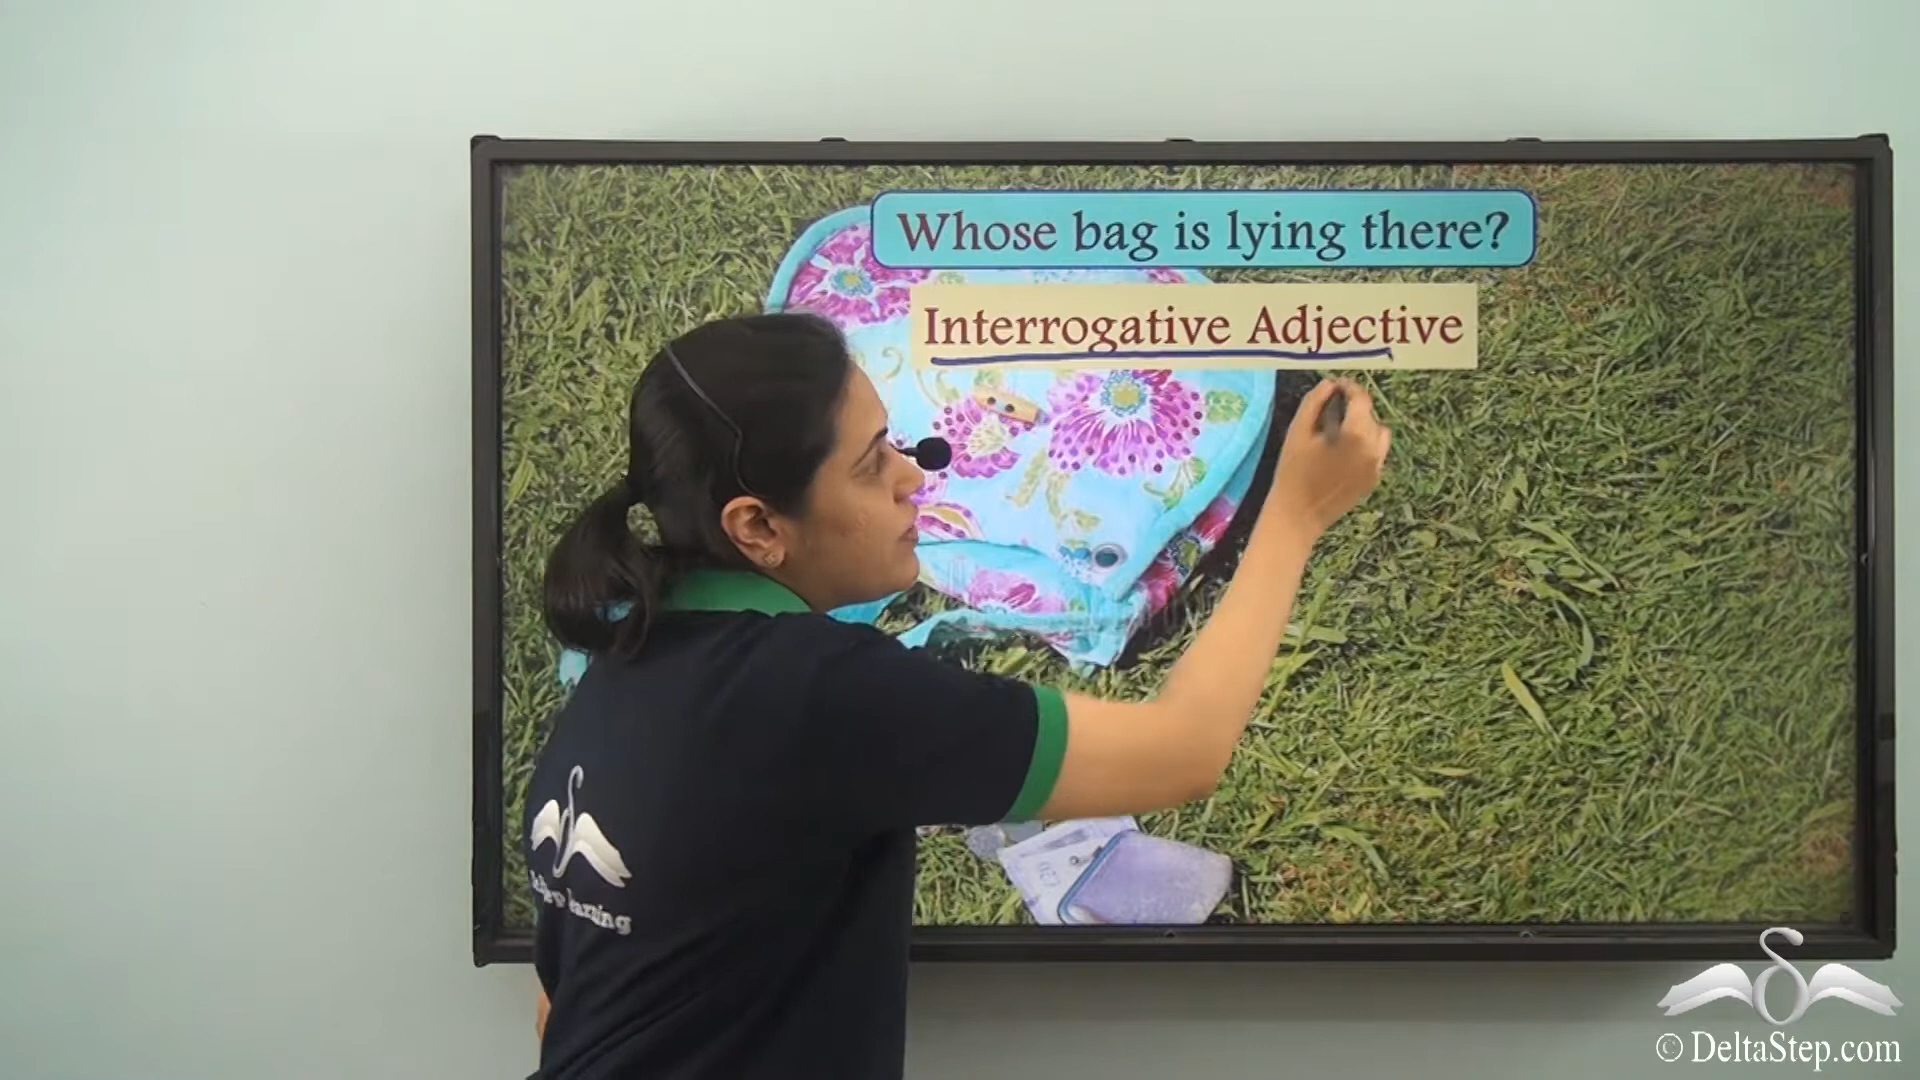 Whose bag is lying there?
Interrogative Adjective
© DeltaStep.com